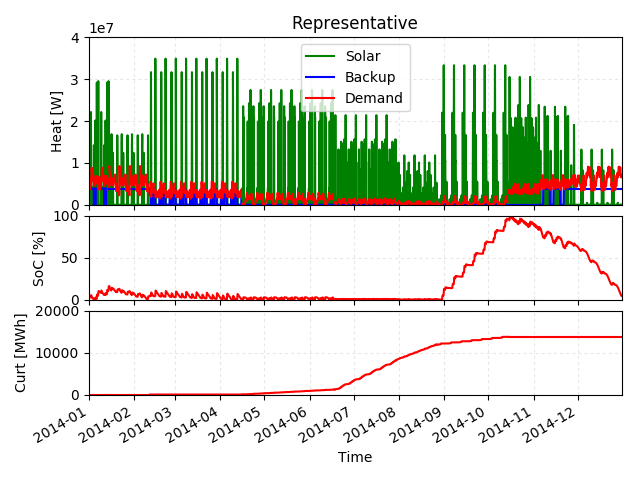 Representative
1e7
Heat [W]
4
3
2
1
0
Solar
Backup
Demand
SoC [%]
100
50
0
Curt [MWh]
20000
10000
0
2014-01
2014-02
2014-03
2014-04
2014-05
2014-06
2014-07
2014-08
2014-09
2014-10
2014-11
2014-12
Time